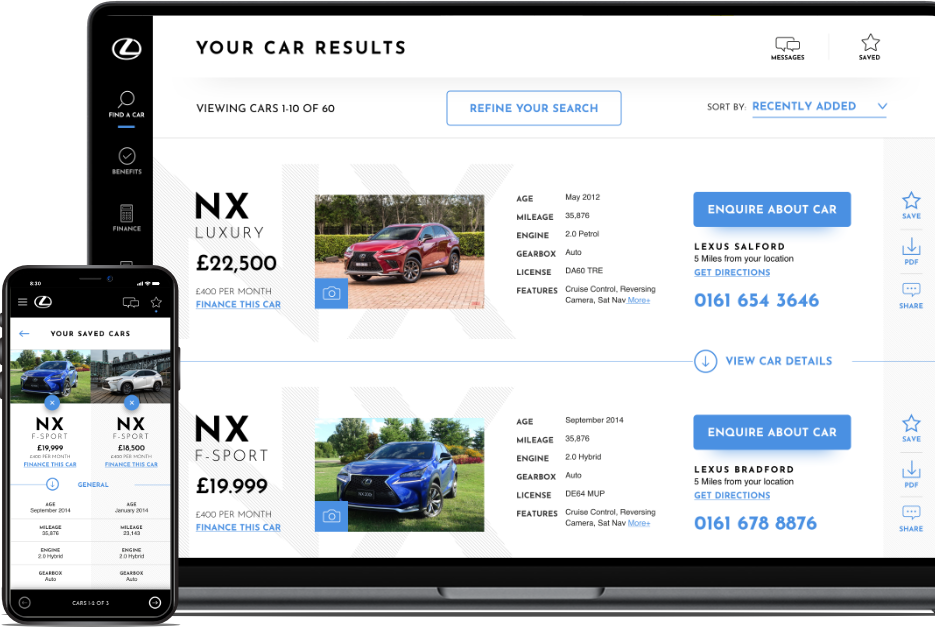 YOUR CAR RESULTS
MESSAGES
SAVED
FIND A CAR
BENEFITS
FINANCE
VIEWING CARS 1-10 OF 60
REFINE YOUR SEARCH
SORT BY: RECENTLY ADDED
NX
NX
LUXURY
£22,500
£400 PER MONTH
FINANCE THIS CAR
AGE May 2012
MILEAGE 35,876
ENGINE 2.0 Petrol
GEARBOX Auto
LICENSE DA60 TRE
FEATURES Cruise Control, Reversing
Camera, Sat Nav More+
ENQUIRE ABOUT CAR
LEXUS SALFORD
5 Miles from your location
GET DIRECTIONS
0161 654 3646
SAVE
PDF
SHARE
VIEW CAR DETAILS
NX
NX
F-SPORT
£19.999
£400 PER MONTH
FINANCE THIS CAR
AGE September 2014
MILEAGE 35,876
ENGINE 2.0 Hybrid
GEARBOX Auto
LICENSE DE64 MUP
FEATURES Cruise Control, Reversing
Camera, Sat Nav More+
ENQUIRE ABOUT CAR
LEXUS BRADFORD
5 Miles from your location
GET DIRECTIONS
0161 678 8876
SAVE
PDF
SHARE
8:30
YOUR SAVED CARS
NX NX
F-SPORT F-SPORT
£19,999 £18,500
£400 PER MONTH £400 PER MONTH
FINANCE THIS CAR FINANCE THIS CAR
GENERAL
AGE AGE
September 2014 January 2014
MILEAGE MILEAGE
35,876 23,143
ENGINE ENGINE
2.0 Hybrid 2.0 Hybrid
GEARBOX GEARBOX
Auto Auto
CARS 1-2 OF 3